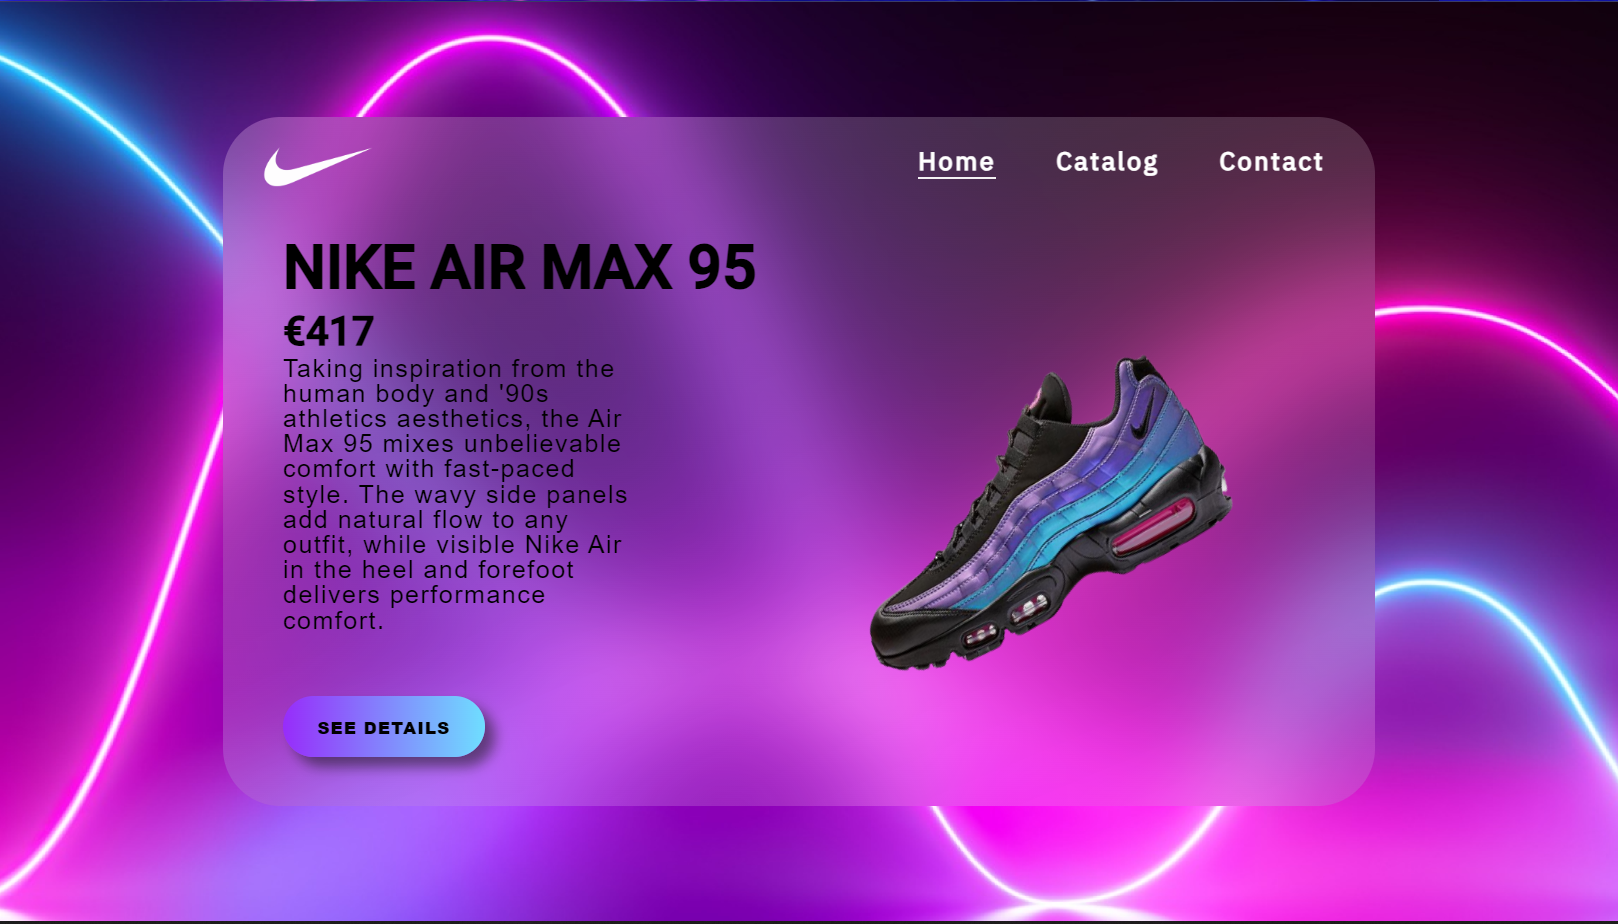 Home Catalog Contact
NIKE AIR MAX 95
€417
Taking inspiration from the
human body and '90s
athletics aesthetics, the Air
Max 95 mixes unbelievable
comfort with fast-paced
style. The wavy side panels
add natural flow to any
outfit, while visible Nike Air
in the heel and forefoot
delivers performance
comfort.
SEE DETAILS